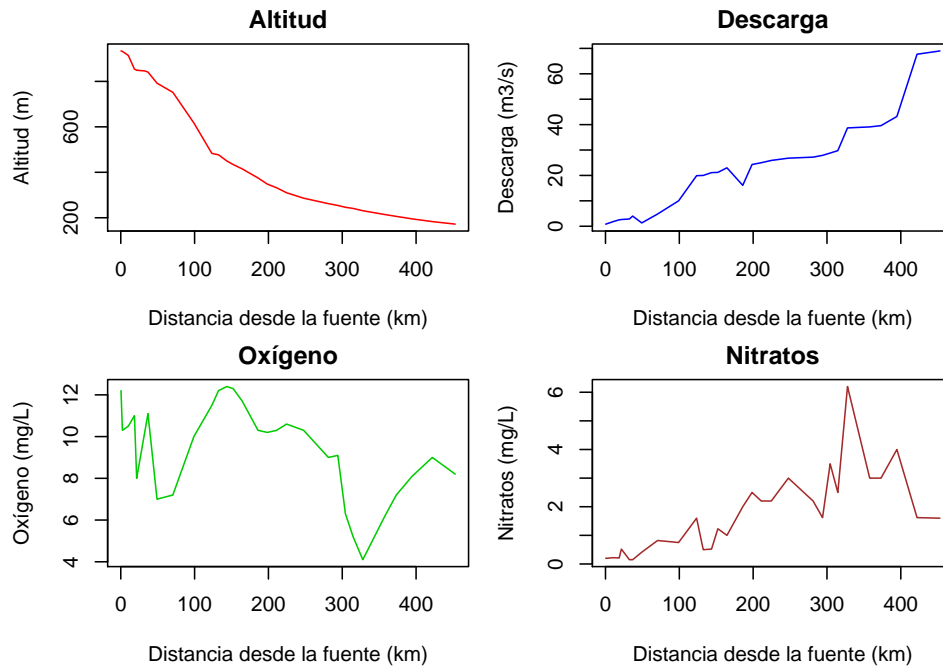 Altitud
Altitud (m)
600
200
0 100 200 300 400
Distancia desde la fuente (km)
Descarga
Descarga (m3/s)
60
40
20
0
0 100 200 300 400
Distancia desde la fuente (km)
Oxígeno
Oxígeno (mg/L)
12
10
8
6
4
0 100 200 300 400
Distancia desde la fuente (km)
Nitratos
Nitratos (mg/L)
6
4
2
0
0 100 200 300 400
Distancia desde la fuente (km)